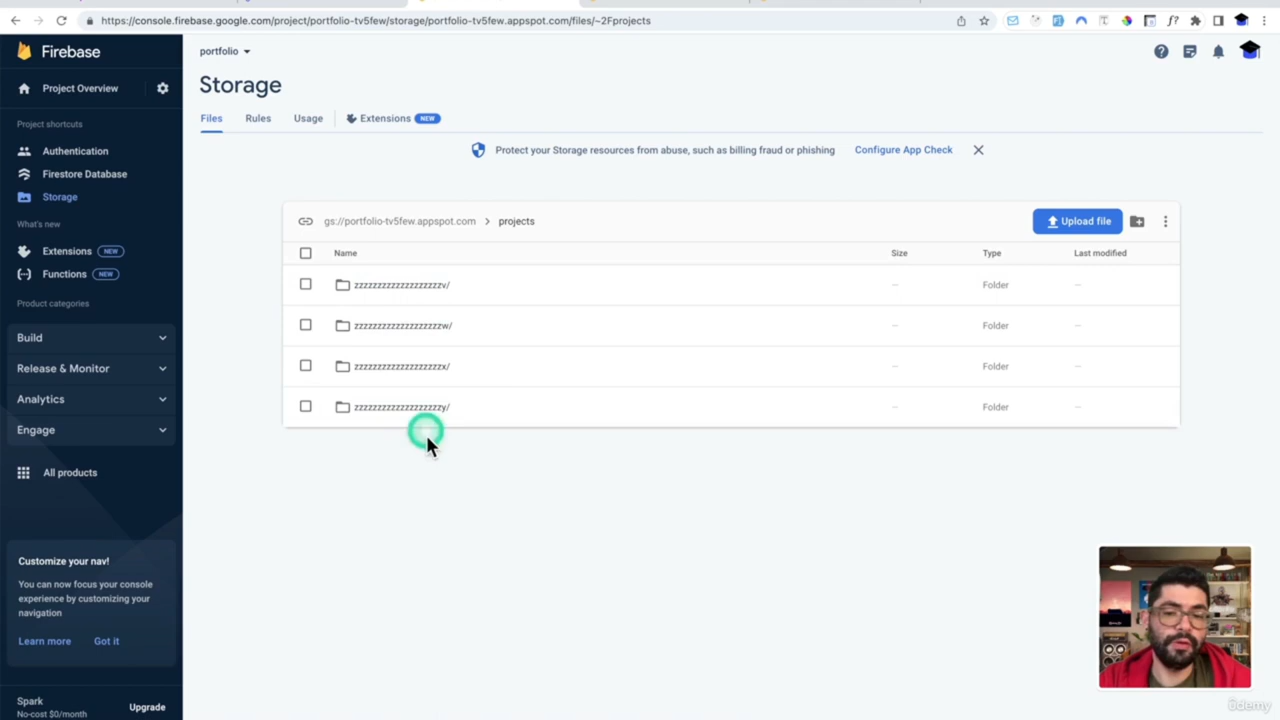 https://console.firebase.google.com/project/portfolio-tv5few/storage/portfolio-tv5few.appspot.com/files/~2Fprojects
Firebase
portfolio
Project Overview
Storage
Project shortcuts
Files Rules Usage Extensions NEW
Authentication
Protect your Storage resources from abuse, such as billing fraud or phishing Configure App Check
Firestore Database
Storage
What's new
gs://portfolio-tv5few.appspot.com > projects Upload file
Extensions NEW
Name Size Type Last modified
Functions NEW
zzzzzzzzzzzzzzzzzzzv/ — Folder —
Product categories
zzzzzzzzzzzzzzzzzzzw/ — Folder —
Build
Release & Monitor
zzzzzzzzzzzzzzzzzzzx/ — Folder —
Analytics
zzzzzzzzzzzzzzzzzzzy/ — Folder —
Engage
All products
Customize your nav!
You can now focus your console
experience by customizing your
navigation
Learn more Got it
Spark
No-cost $0/month
Upgrade
ûdemy